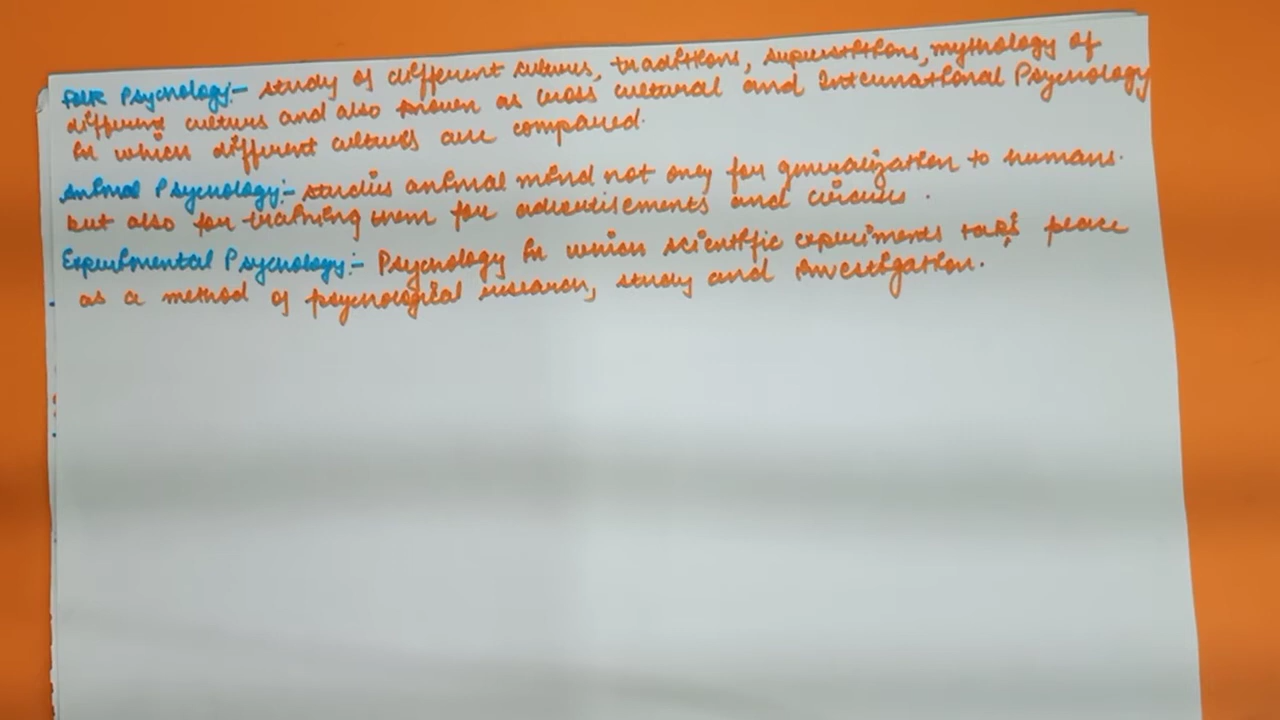 Folk Psychology:- study of different cultures, traditions, superstitions, mythology of
different cultures and also known as cross cultural and International Psychology
in which different cultures are compared.
Animal Psychology:- studies animal mind not only for generalization to humans.
but also for training them for advertisements and circuses.
Experimental Psychology:- Psychology in which scientific experiments takes peace
as a method of psychological research, study and investigation.